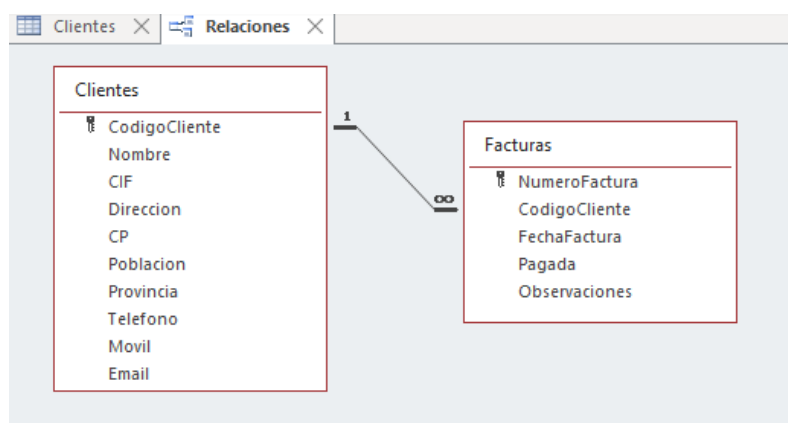 Clientes Relaciones
Clientes
CodigoCliente
Nombre
CIF
Direccion
CP
Poblacion
Provincia
Telefono
Movil
Email
1
∞
Facturas
NumeroFactura
CodigoCliente
FechaFactura
Pagada
Observaciones